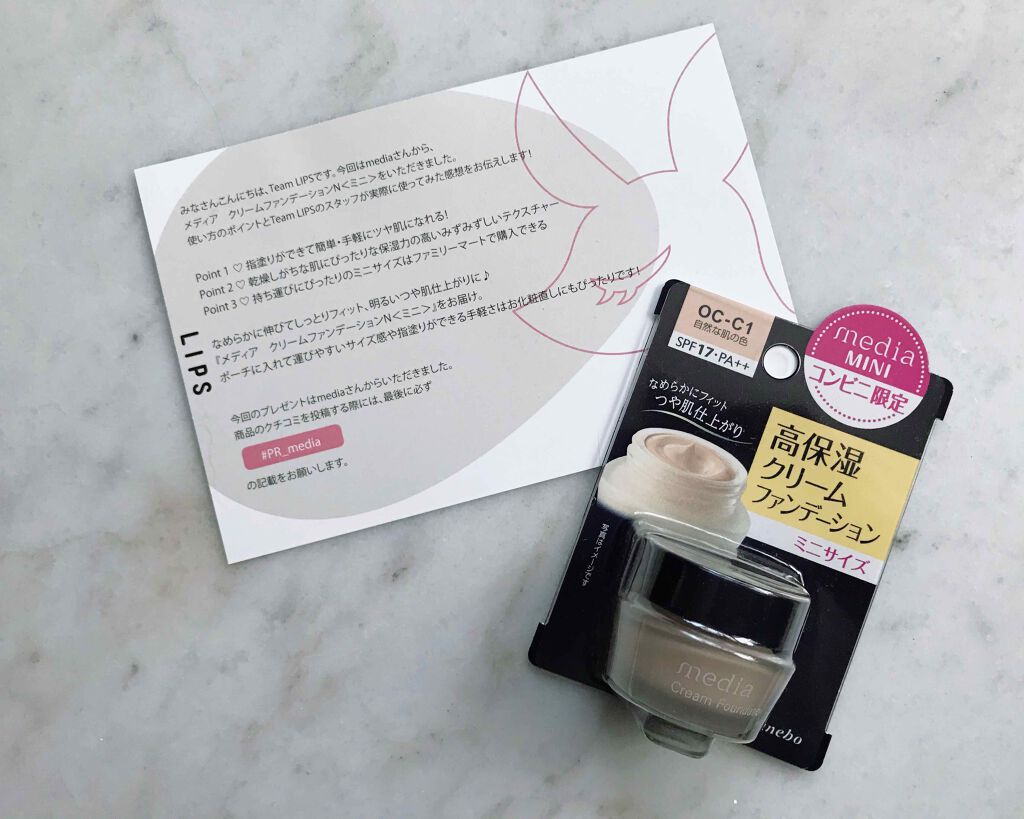 みなさんこんにちは、Team LIPSです。今回はmediaさんから、
メディア　クリームファンデーションN＜ミニ＞をいただきました。
使い方のポイントとTeam LIPSのスタッフが実際に使ってみた感想をお伝えします！
Point 1 ♡ 指塗りができて簡単・手軽にツヤ肌になれる！
Point 2 ♡ 乾燥しがちな肌にぴったりな保湿力の高いみずみずしいテクスチャー
Point 3 ♡ 持ち運びにぴったりのミニサイズはファミリーマートで購入できる
なめらかに伸びてしっとりフィット、明るいつや肌仕上がりに♪
『メディア　クリームファンデーションN＜ミニ＞』をお届け。
ポーチに入れて運びやすいサイズ感や指塗りができる手軽さはお化粧直しにもぴったりです！
今回のプレゼントはmediaさんからいただきました。
商品のクチコミを投稿する際には、最後に必ず
#PR_media
の記載をお願いします。
LIPS
OC-C1
自然な肌の色
SPF17・PA++
media
MINI
コンビニ限定
なめらかにフィット
つや肌仕上がり
高保湿
クリーム
ファンデーション
ミニサイズ
写真はイメージです
media
Cream Foundation
nebo